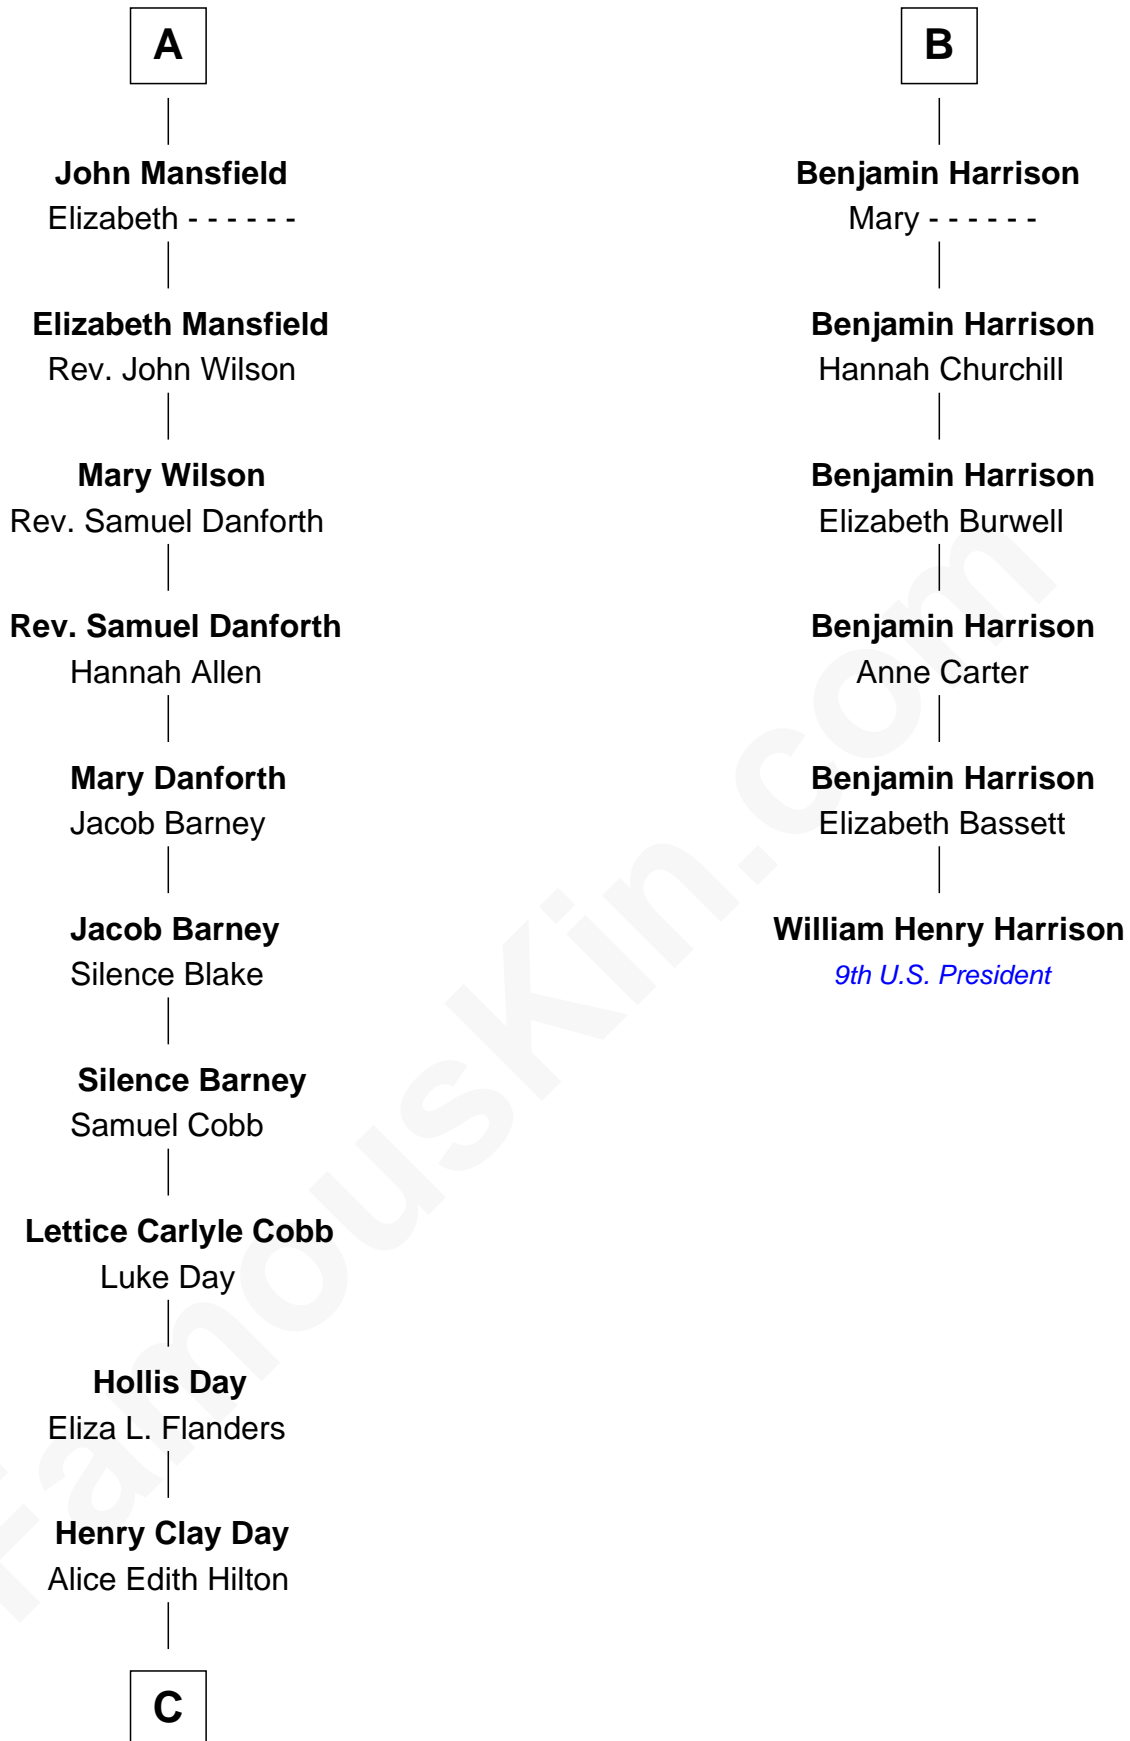 A
John Mansfield
Elizabeth - - - - - -
Elizabeth Mansfield
Rev. John Wilson
Mary Wilson
Rev. Samuel Danforth
Rev. Samuel Danforth
Hannah Allen
Mary Danforth
Jacob Barney
Jacob Barney
Silence Blake
Silence Barney
Samuel Cobb
Lettice Carlyle Cobb
Luke Day
Hollis Day
Eliza L. Flanders
Henry Clay Day
Alice Edith Hilton
C
B
Benjamin Harrison
Mary - - - - - -
Benjamin Harrison
Hannah Churchill
Benjamin Harrison
Elizabeth Burwell
Benjamin Harrison
Anne Carter
Benjamin Harrison
Elizabeth Bassett
William Henry Harrison
9th U.S. President
FamousKin.com